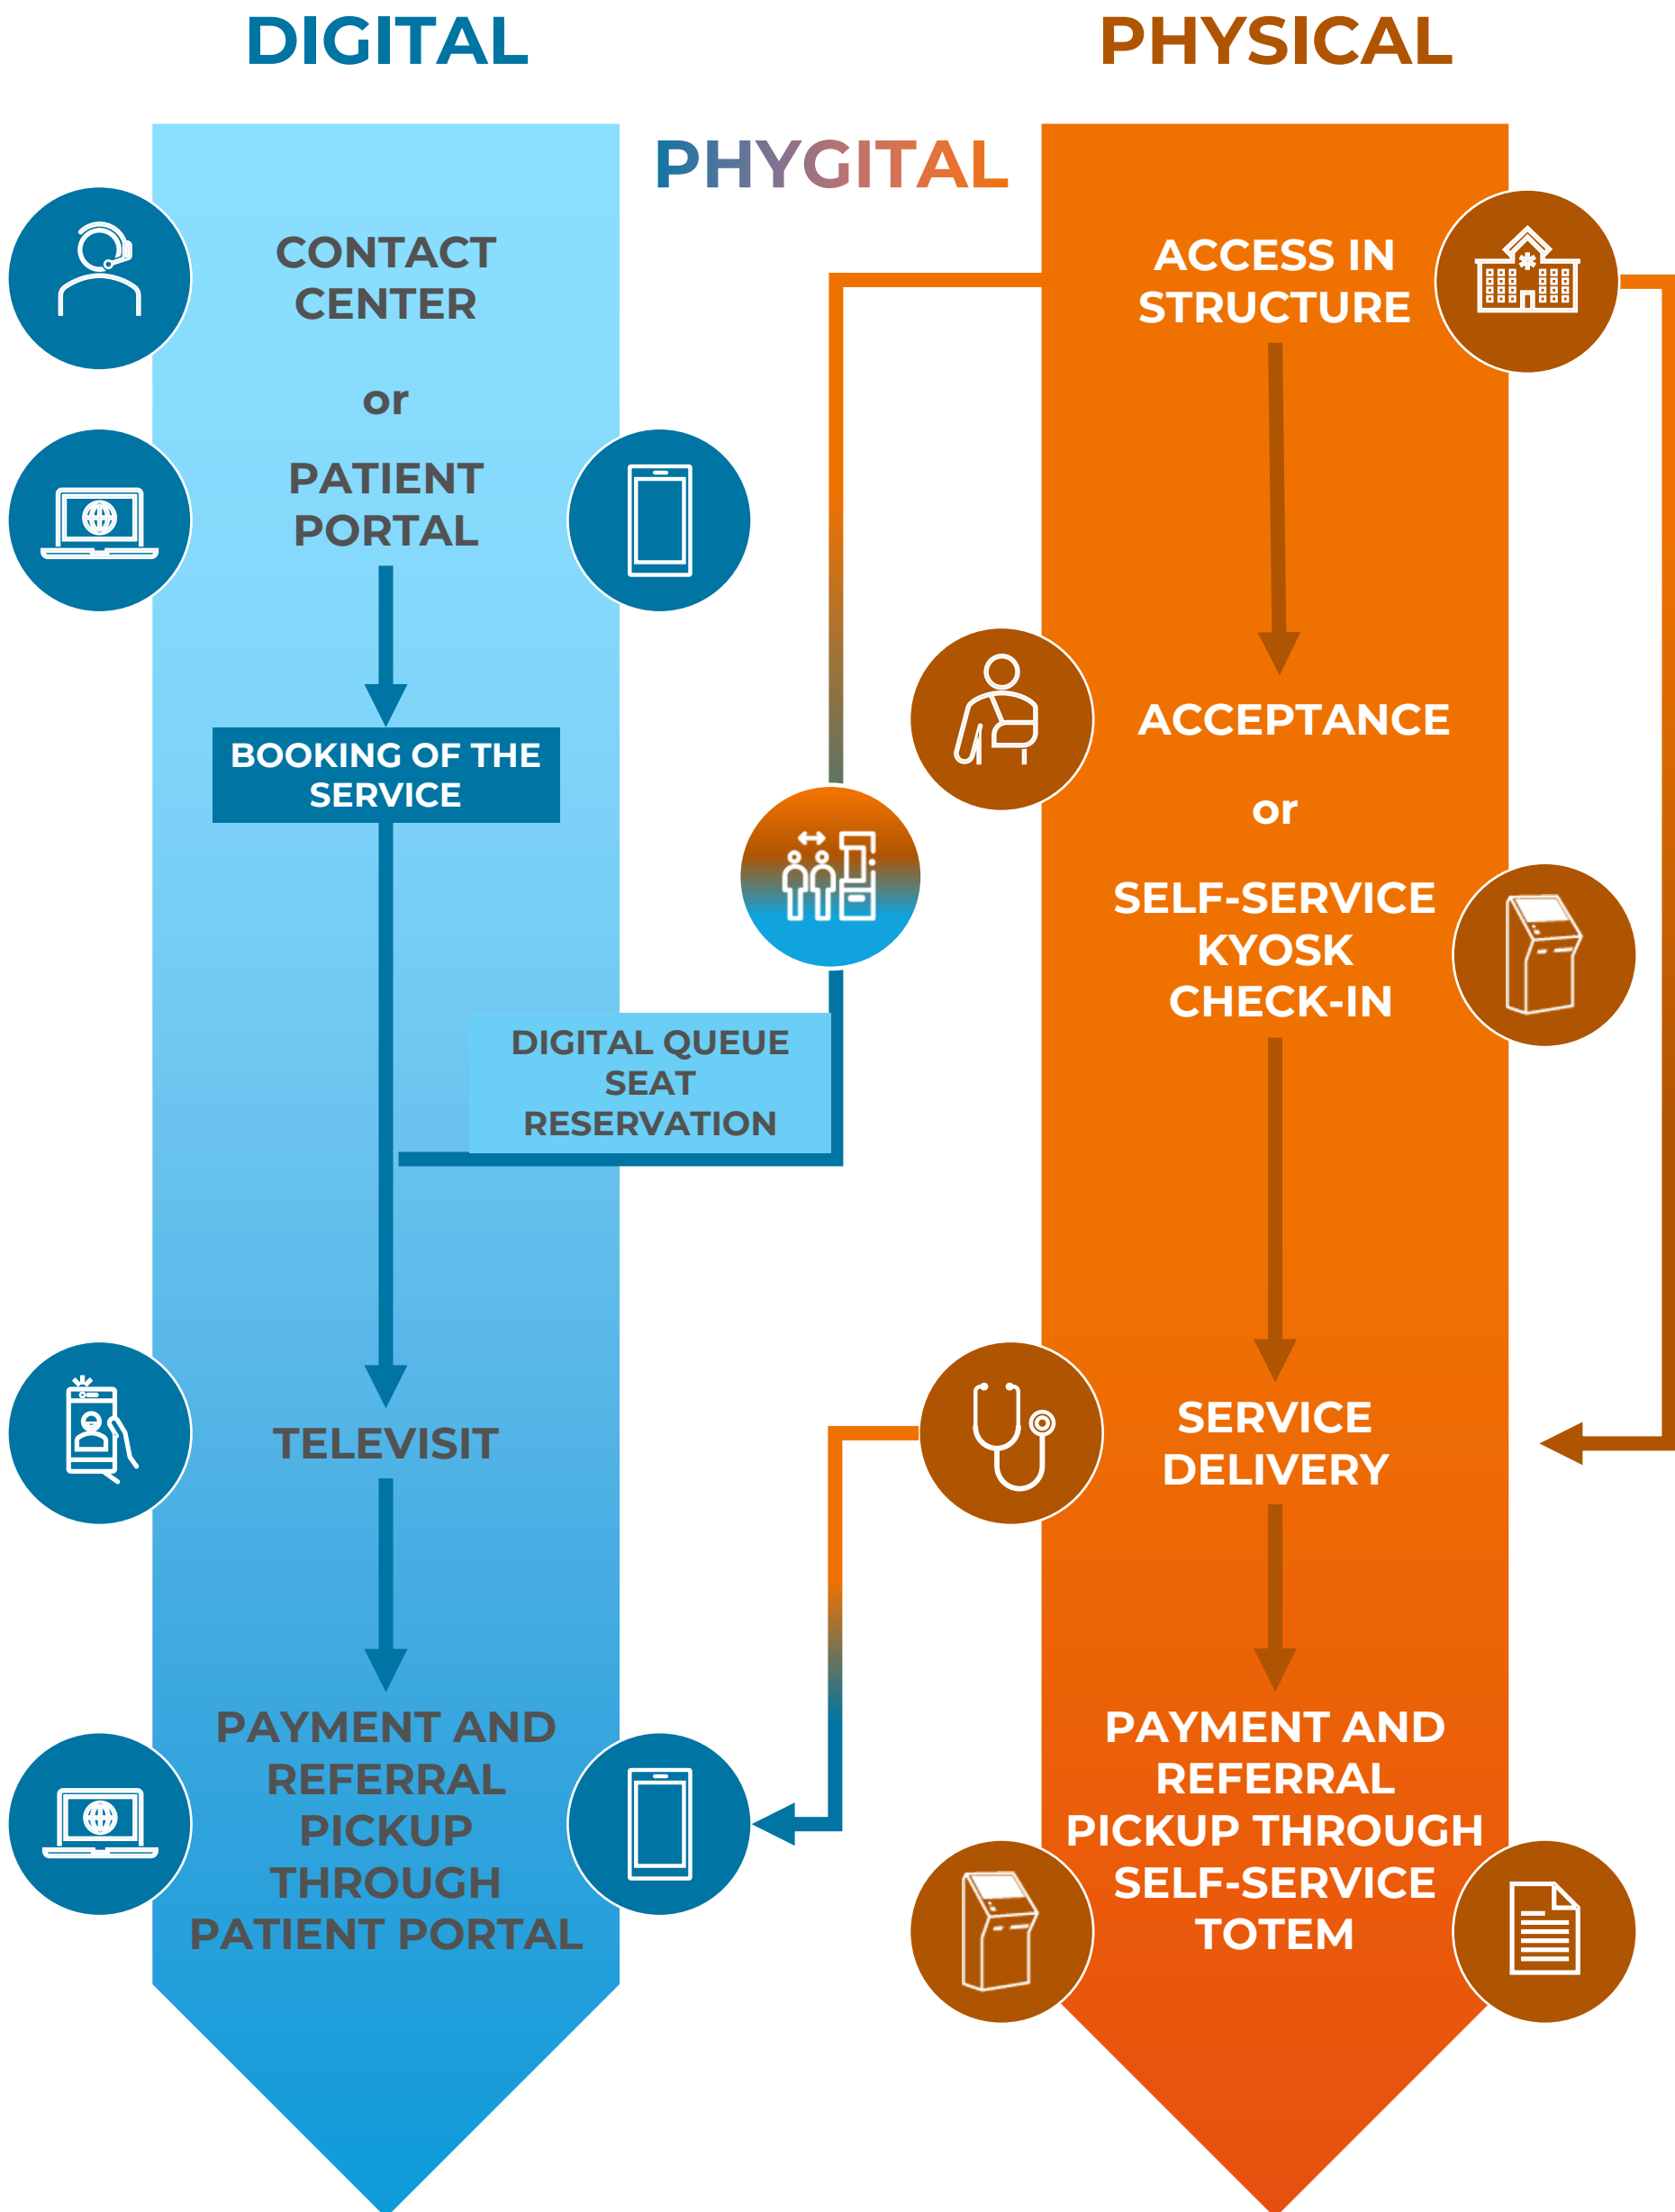 DIGITAL
PHYSICAL
PHYGITAL
CONTACT
CENTER
or
PATIENT
PORTAL
BOOKING OF THE
SERVICE
DIGITAL QUEUE
SEAT
RESERVATION
TELEVISIT
PAYMENT AND
REFERRAL
PICKUP
THROUGH
PATIENT PORTAL
ACCESS IN
STRUCTURE
ACCEPTANCE
or
SELF-SERVICE
KYOSK
CHECK-IN
SERVICE
DELIVERY
PAYMENT AND
REFERRAL
PICKUP THROUGH
SELF-SERVICE
TOTEM